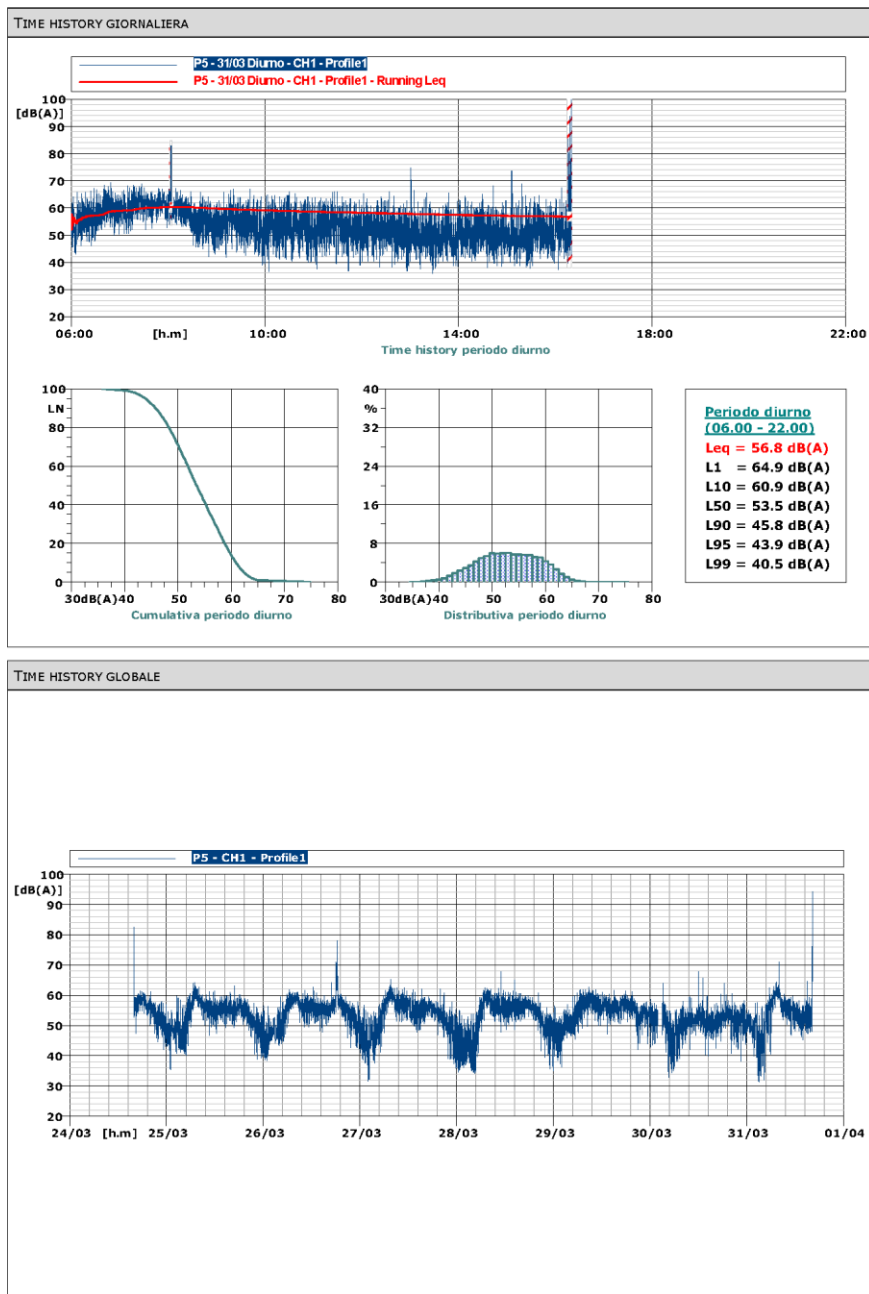 TIME HISTORY GIORNALIERA
P5 - 31/03 Diurno - CH1 - Profile1
P5 - 31/03 Diurno - CH1 - Profile1 - Running Leq
100
[dB(A)]
90
80
70
60
50
40
30
20
06:00 [h.m] 10:00 14:00 18:00 22:00
Time history periodo diurno
100
LN
80
60
40
20
0
30dB(A)40 50 60 70 80
Cumulativa periodo diurno
40
%
32
24
16
8
0
30dB(A)40 50 60 70 80
Distributiva periodo diurno
Periodo diurno
(06.00 - 22.00)
Leq = 56.8 dB(A)
L1 = 64.9 dB(A)
L10 = 60.9 dB(A)
L50 = 53.5 dB(A)
L90 = 45.8 dB(A)
L95 = 43.9 dB(A)
L99 = 40.5 dB(A)
TIME HISTORY GLOBALE
P5 - CH1 - Profile1
100
[dB(A)]
90
80
70
60
50
40
30
20
24/03 [h.m] 25/03 26/03 27/03 28/03 29/03 30/03 31/03 01/04